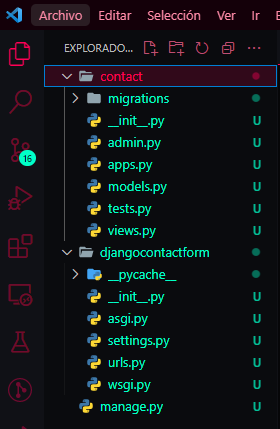 Archivo Editar Selección Ver Ir
EXPLORADO...
contact
migrations
__init__.py U
admin.py U
apps.py U
models.py U
tests.py U
views.py U
djangocontactform
__pycache__
__init__.py U
asgi.py U
settings.py U
urls.py U
wsgi.py U
manage.py U
16